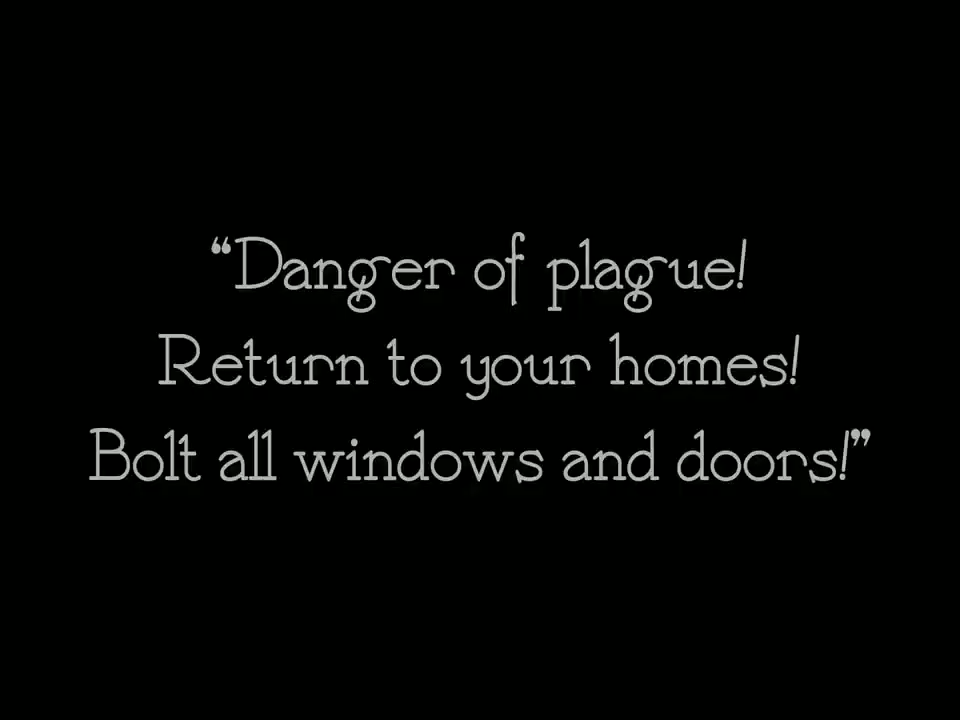 “Danger of plague!
Return to your homes!
Bolt all windows and doors!”